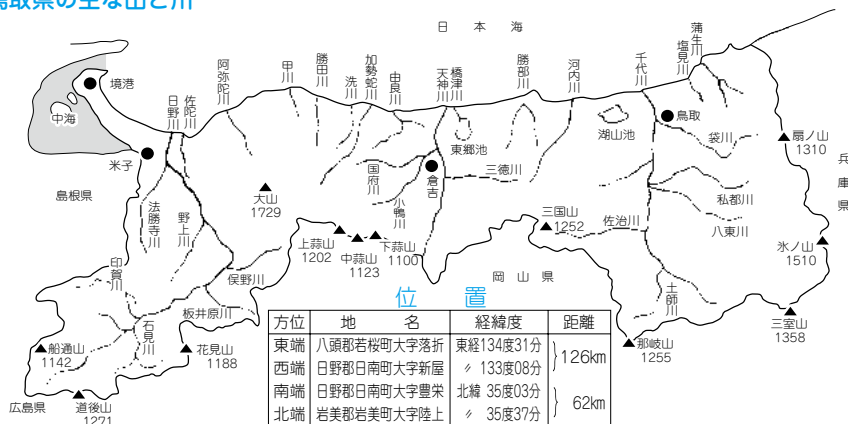 鳥取県の主な山と川
日本海
境港
中海
米子
島根県
日野川
佐陀川
阿弥陀川
甲川
勝田川
洗川
加勢蛇川
由良川
天神川
橋津川
勝部川
河内川
千代川
塩見川
蒲生川
東郷池
湖山池
鳥取
袋川
扇ノ山
1310
兵庫県
国府川
小鴨川
倉吉
三徳川
私都川
八東川
大山
1729
法勝寺川
野上川
上蒜山
1202
中蒜山
1123
下蒜山
1100
三国山
1252
佐治川
氷ノ山
1510
岡山県
印賀川
俣野川
板井原川
石見川
土師川
三室山
1358
那岐山
1255
船通山
1142
花見山
1188
広島県
道後山
1271
位置
方位 地名 経緯度 距離
東端 八頭郡若桜町大字落折 東経134度31分 126km
西端 日野郡日南町大字新屋 〃 133度08分
南端 日野郡日南町大字豊栄 北緯 35度03分 62km
北端 岩美郡岩美町大字陸上 〃 35度37分